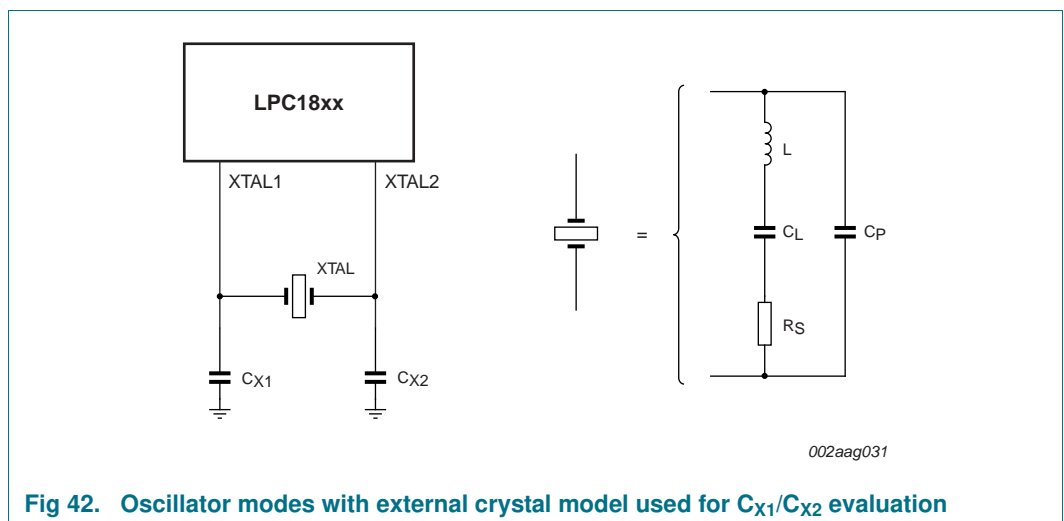 LPC18xx
XTAL1
XTAL2
XTAL
CX1
CX2
=
L
CL
CP
RS
002aag031
Fig 42. Oscillator modes with external crystal model used for CX1/CX2 evaluation